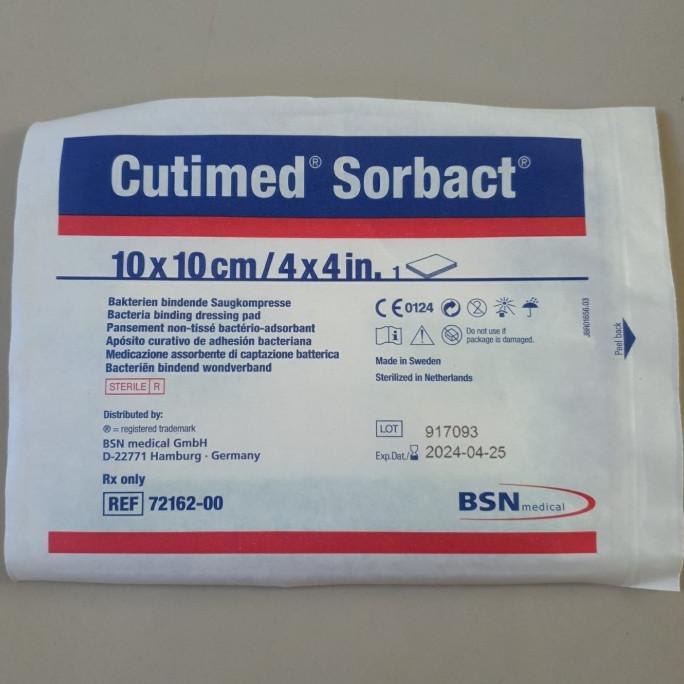 Cutimed® Sorbact®
10 x 10 cm / 4 x 4 in. 1
Bakterien bindende Saugkompresse
Bacteria binding dressing pad
Pansement non-tissé bactério-adsorbant
Apósito curativo de adhesión bacteriana
Medicazione assorbente di captazione batterica
Bacteriën bindend wondverband
STERILE R
Distributed by:
® = registered trademark
BSN medical GmbH
D-22771 Hamburg · Germany
Rx only
REF 72162-00
CE 0124
Do not use if
package is damaged.
Made in Sweden
Sterilized in Netherlands
LOT 917093
Exp.Dat./ 2024-04-25
BSN medical
Peel back